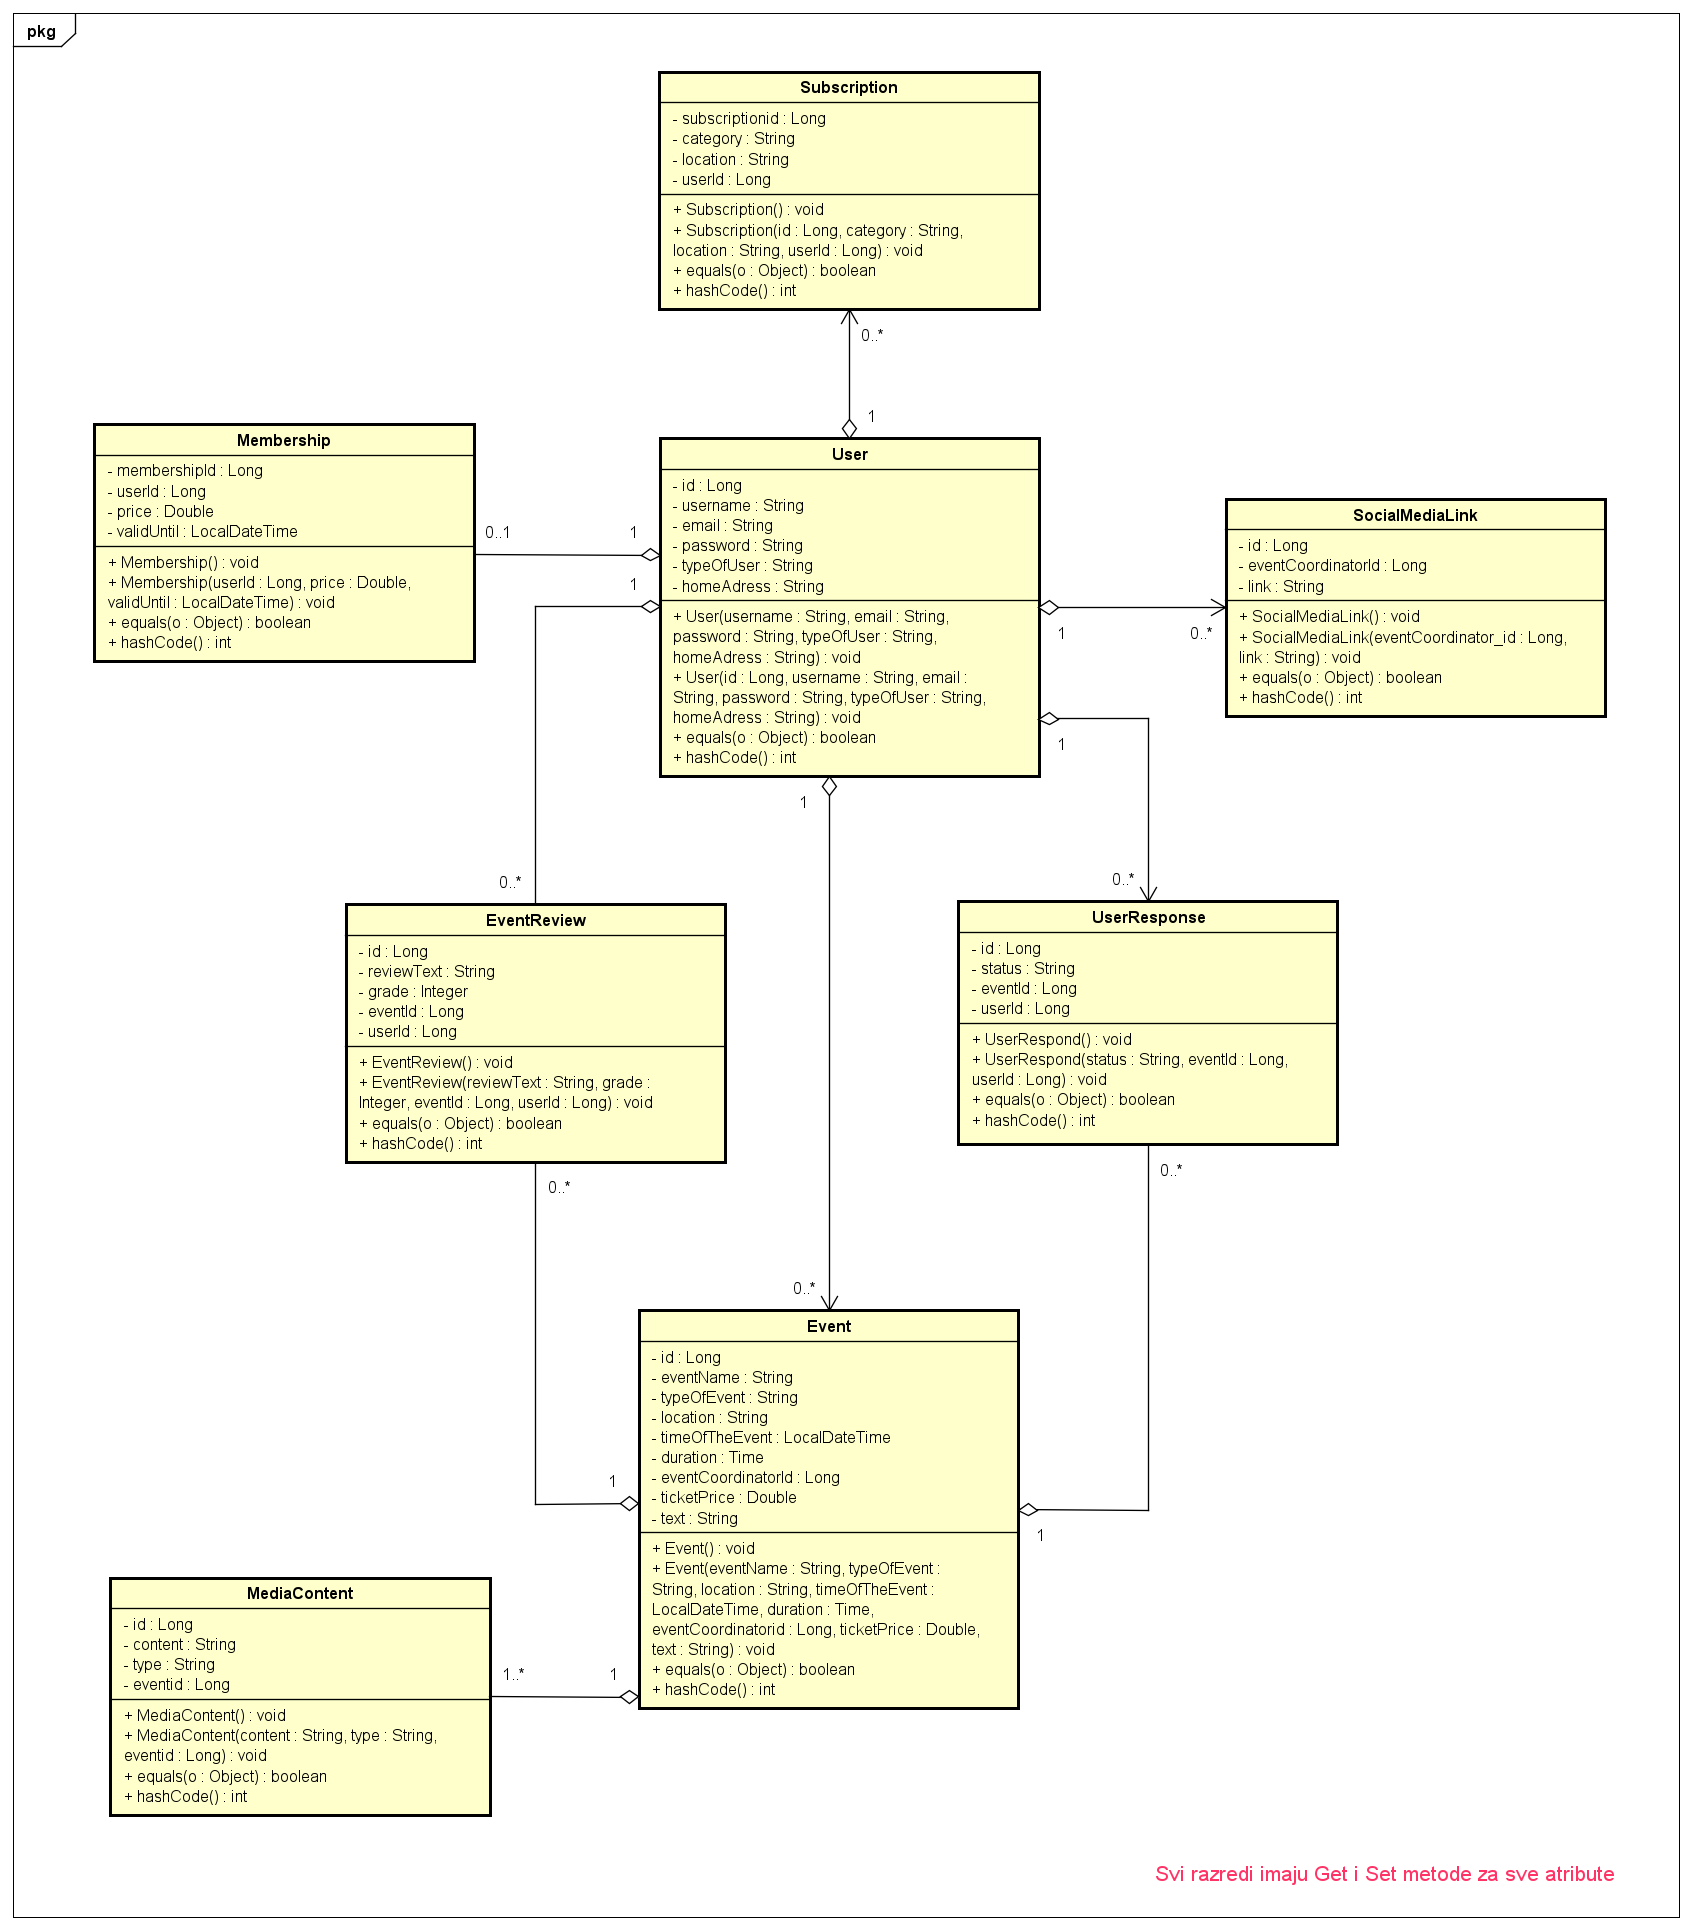 pkg
Subscription
- subscriptionid : Long
- category : String
- location : String
- userId : Long
+ Subscription() : void
+ Subscription(id : Long, category : String,
location : String, userId : Long) : void
+ equals(o : Object) : boolean
+ hashCode() : int
0..*
1
Membership
- membershipId : Long
- userId : Long
- price : Double
- validUntil : LocalDateTime
+ Membership() : void
+ Membership(userId : Long, price : Double,
validUntil : LocalDateTime) : void
+ equals(o : Object) : boolean
+ hashCode() : int
0..1
1
1
User
- id : Long
- username : String
- email : String
- password : String
- typeOfUser : String
- homeAdress : String
+ User(username : String, email : String,
password : String, typeOfUser : String,
homeAdress : String) : void
+ User(id : Long, username : String, email :
String, password : String, typeOfUser : String,
homeAdress : String) : void
+ equals(o : Object) : boolean
+ hashCode() : int
1
0..*
1
1
SocialMediaLink
- id : Long
- eventCoordinatorId : Long
- link : String
+ SocialMediaLink() : void
+ SocialMediaLink(eventCoordinator_id : Long,
link : String) : void
+ equals(o : Object) : boolean
+ hashCode() : int
0..*
0..*
EventReview
- id : Long
- reviewText : String
- grade : Integer
- eventId : Long
- userId : Long
+ EventReview() : void
+ EventReview(reviewText : String, grade :
Integer, eventId : Long, userId : Long) : void
+ equals(o : Object) : boolean
+ hashCode() : int
0..*
UserResponse
- id : Long
- status : String
- eventId : Long
- userId : Long
+ UserRespond() : void
+ UserRespond(status : String, eventId : Long,
userId : Long) : void
+ equals(o : Object) : boolean
+ hashCode() : int
0..*
0..*
Event
- id : Long
- eventName : String
- typeOfEvent : String
- location : String
- timeOfTheEvent : LocalDateTime
- duration : Time
- eventCoordinatorId : Long
- ticketPrice : Double
- text : String
+ Event() : void
+ Event(eventName : String, typeOfEvent :
String, location : String, timeOfTheEvent :
LocalDateTime, duration : Time,
eventCoordinatorid : Long, ticketPrice : Double,
text : String) : void
+ equals(o : Object) : boolean
+ hashCode() : int
1
1
MediaContent
- id : Long
- content : String
- type : String
- eventid : Long
+ MediaContent() : void
+ MediaContent(content : String, type : String,
eventid : Long) : void
+ equals(o : Object) : boolean
+ hashCode() : int
1..*
1
Svi razredi imaju Get i Set metode za sve atribute